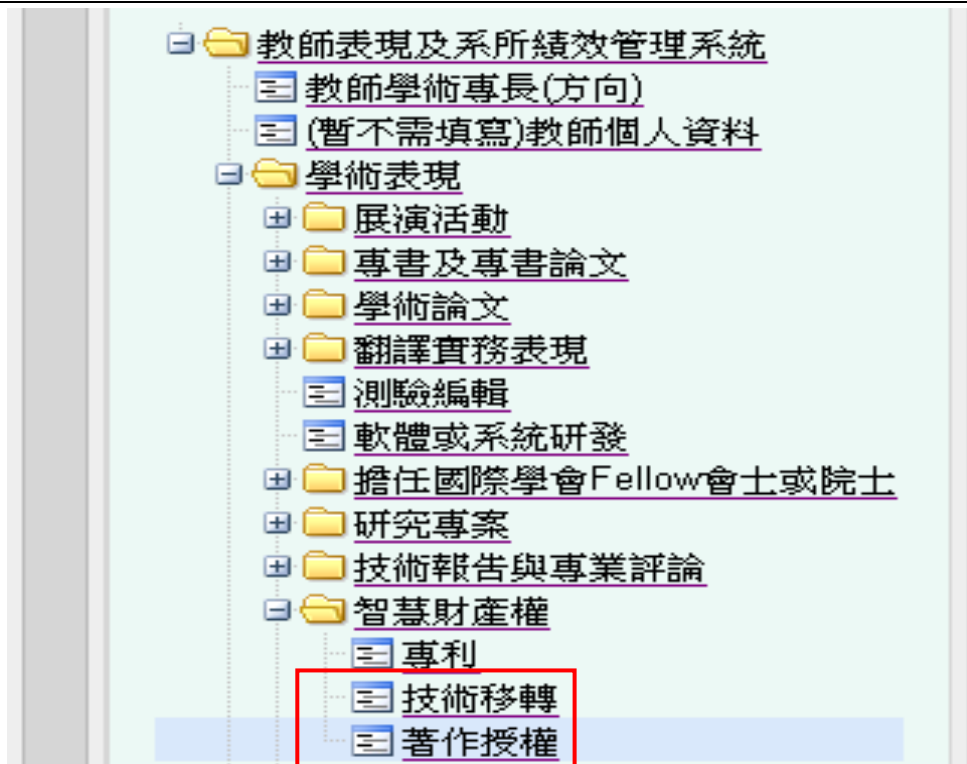 教師表現及系所績效管理系統
教師學術專長(方向)
(暫不需填寫)教師個人資料
學術表現
展演活動
專書及專書論文
學術論文
翻譯實務表現
測驗編輯
軟體或系統研發
擔任國際學會Fellow會士或院士
研究專案
技術報告與專業評論
智慧財產權
專利
技術移轉
著作授權